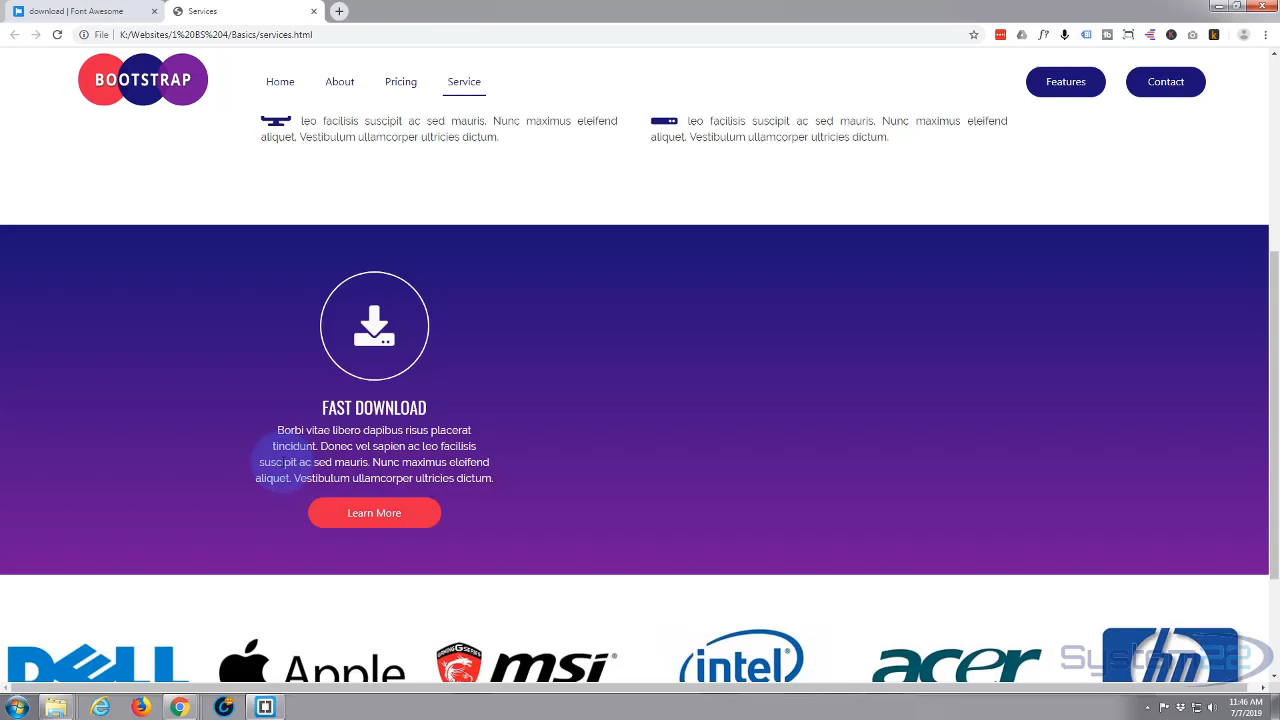 download | Font Awesome
Services
File K:/Websites/1%20BS%204/Basics/services.html
BOOTSTRAP
Home About Pricing Service
Features Contact
leo facilisis suscipit ac sed mauris. Nunc maximus eleifend
aliquet. Vestibulum ullamcorper ultricies dictum.
leo facilisis suscipit ac sed mauris. Nunc maximus eleifend
aliquet. Vestibulum ullamcorper ultricies dictum.
FAST DOWNLOAD
Borbi vitae libero dapibus risus placerat
tincidunt. Donec vel sapien ac leo facilisis
suscipit ac sed mauris. Nunc maximus eleifend
aliquet. Vestibulum ullamcorper ultricies dictum.
Learn More
DELL
Apple
GAMING G SERIES
msi
intel
acer
hp
System22
11:46 AM
7/7/2019